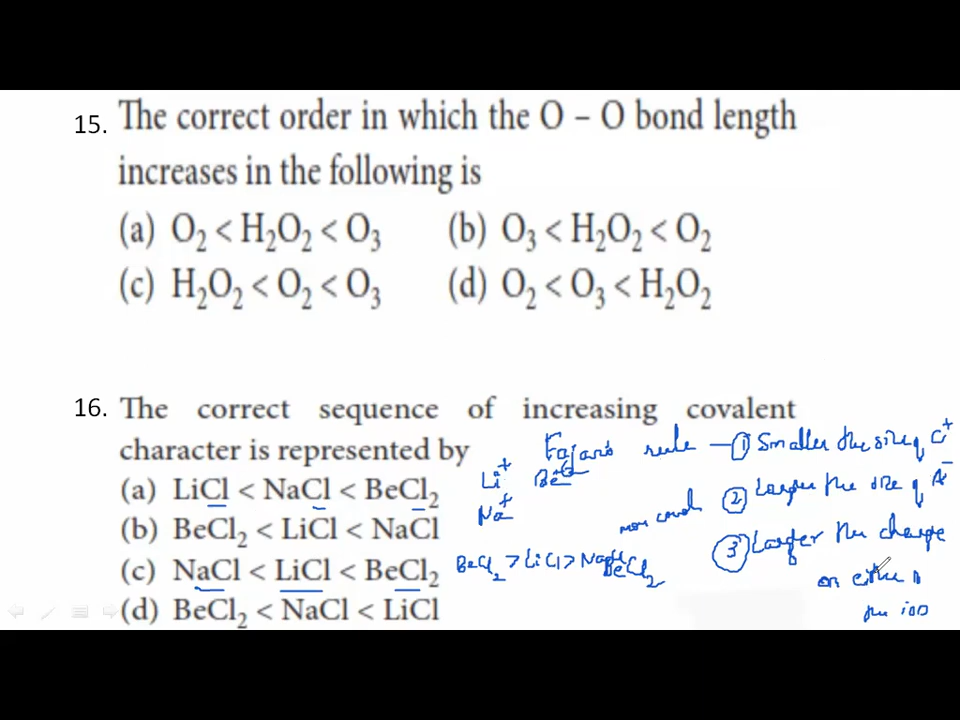 15. The correct order in which the O – O bond length
increases in the following is
(a) O₂ < H₂O₂ < O₃ (b) O₃ < H₂O₂ < O₂
(c) H₂O₂ < O₂ < O₃ (d) O₂ < O₃ < H₂O₂
16. The correct sequence of increasing covalent
character is represented by
(a) LiCl < NaCl < BeCl₂
(b) BeCl₂ < LiCl < NaCl
(c) NaCl < LiCl < BeCl₂
(d) BeCl₂ < NaCl < LiCl
Fajan's rule — ① Smaller the size of C⁺
Li⁺ Be²⁺
② Larger the size of A⁻
Na⁺
③ Larger the charge
BeCl₂ > LiCl > NaCl
BeCl₂
on either
the ion